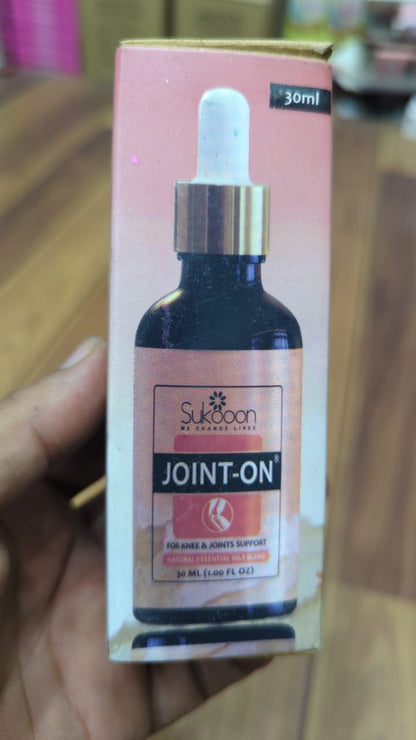 30ml
Sukooon
WE CHANGE LIVES
JOINT-ON®
FOR KNEE & JOINTS SUPPORT
NATURAL ESSENTIAL OILS BLEND
30 ML (1.00 FL OZ)